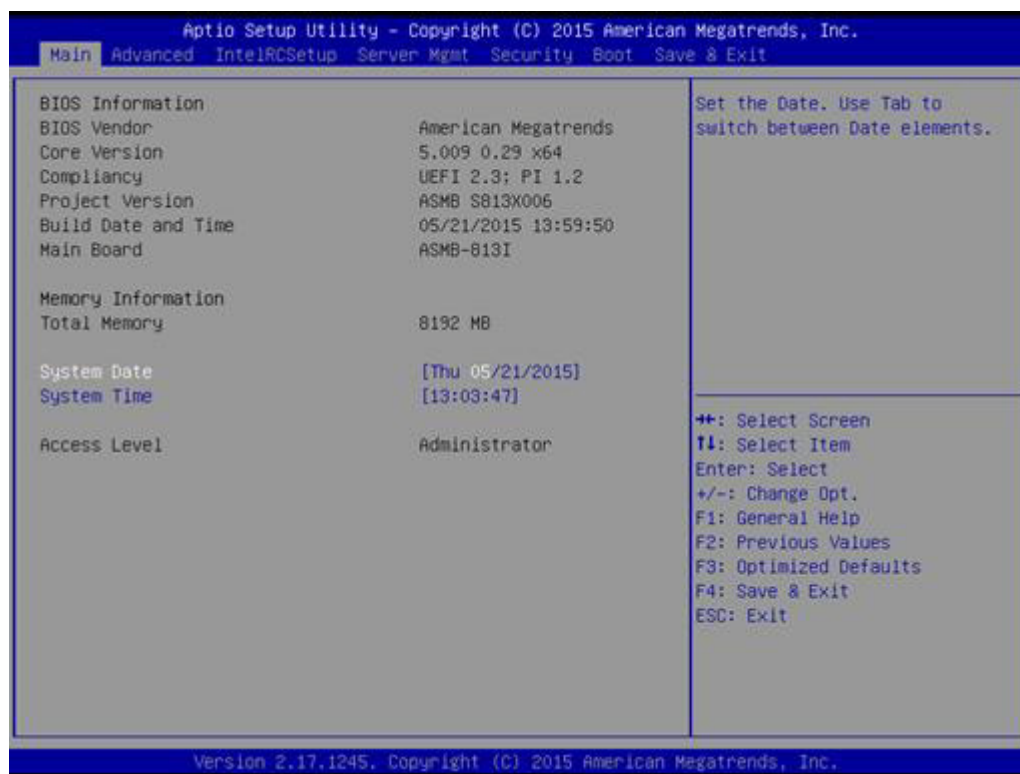 Aptio Setup Utility - Copyright (C) 2015 American Megatrends, Inc.
Main Advanced IntelRCSetup Server Mgmt Security Boot Save & Exit
BIOS Information
BIOS Vendor American Megatrends
Core Version 5.009 0.29 x64
Compliancy UEFI 2.3; PI 1.2
Project Version ASMB S813X006
Build Date and Time 05/21/2015 13:59:50
Main Board ASMB-813I
Memory Information
Total Memory 8192 MB
System Date [Thu 05/21/2015]
System Time [13:03:47]
Access Level Administrator
Set the Date. Use Tab to
switch between Date elements.
→←: Select Screen
↑↓: Select Item
Enter: Select
+/-: Change Opt.
F1: General Help
F2: Previous Values
F3: Optimized Defaults
F4: Save & Exit
ESC: Exit
Version 2.17.1245. Copyright (C) 2015 American Megatrends, Inc.